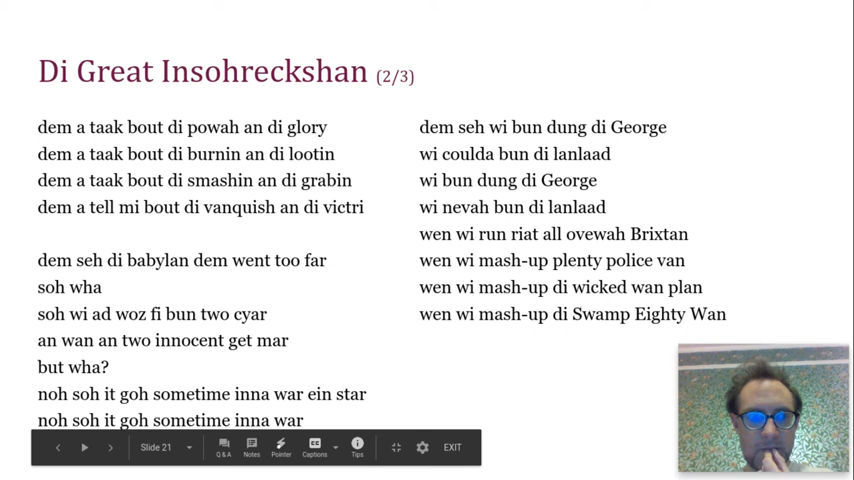 Di Great Insohreckshan (2/3)
dem a taak bout di powah an di glory
dem a taak bout di burnin an di lootin
dem a taak bout di smashin an di grabin
dem a tell mi bout di vanquish an di victri
dem seh di babylan dem went too far
soh wha
soh wi ad woz fi bun two cyar
an wan an two innocent get mar
but wha?
noh soh it goh sometime inna war ein star
noh soh it goh sometime inna war
dem seh wi bun dung di George
wi coulda bun di lanlaad
wi bun dung di George
wi nevah bun di lanlaad
wen wi run riat all ovewah Brixtan
wen wi mash-up plenty police van
wen wi mash-up di wicked wan plan
wen wi mash-up di Swamp Eighty Wan
Slide 21
Q & A
Notes
Pointer
Captions
Tips
EXIT